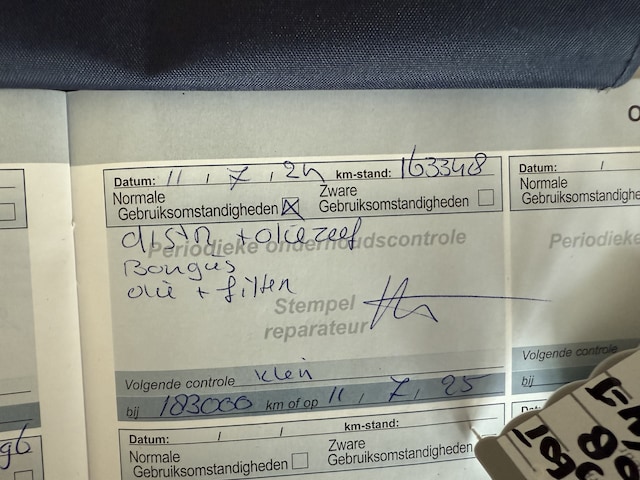 Datum: 11 / 7 / 24 km-stand: 163348
Normale Gebruiksomstandigheden ☒ Zware Gebruiksomstandigheden ☐
Periodieke onderhoudscontrole
distr + oliezeef
Bougies
olie + filter
Stempel
reparateur
Volgende controle klein
bij 183000 km of op 11 / 7 / 25
Datum: / / km-stand:
Normale Gebruiksomstandigheden ☐ Zware Gebruiksomstandigheden
Datum: /
Normale
Gebruiksom
Periodieke
Volgende controle
bij